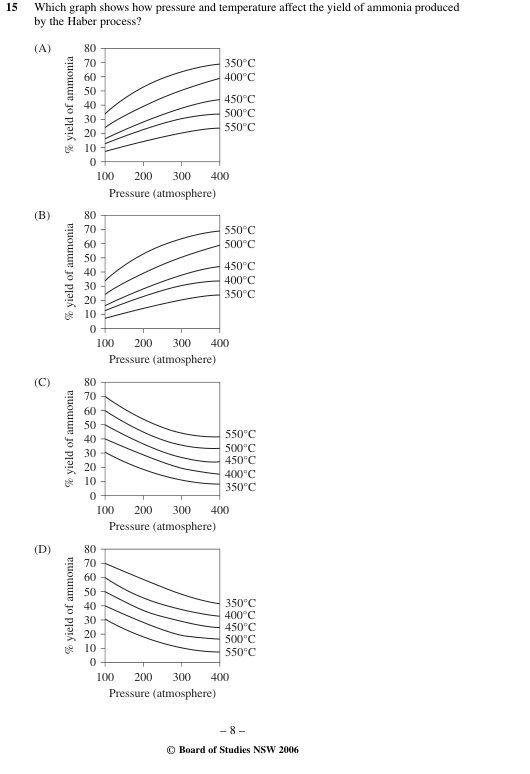 15 Which graph shows how pressure and temperature affect the yield of ammonia produced
by the Haber process?
(A)
% yield of ammonia
80
70
60
50
40
30
20
10
0
350°C
400°C
450°C
500°C
550°C
100 200 300 400
Pressure (atmosphere)
(B)
% yield of ammonia
80
70
60
50
40
30
20
10
0
550°C
500°C
450°C
400°C
350°C
100 200 300 400
Pressure (atmosphere)
(C)
% yield of ammonia
80
70
60
50
40
30
20
10
0
550°C
500°C
450°C
400°C
350°C
100 200 300 400
Pressure (atmosphere)
(D)
% yield of ammonia
80
70
60
50
40
30
20
10
0
350°C
400°C
450°C
500°C
550°C
100 200 300 400
Pressure (atmosphere)
– 8 –
© Board of Studies NSW 2006